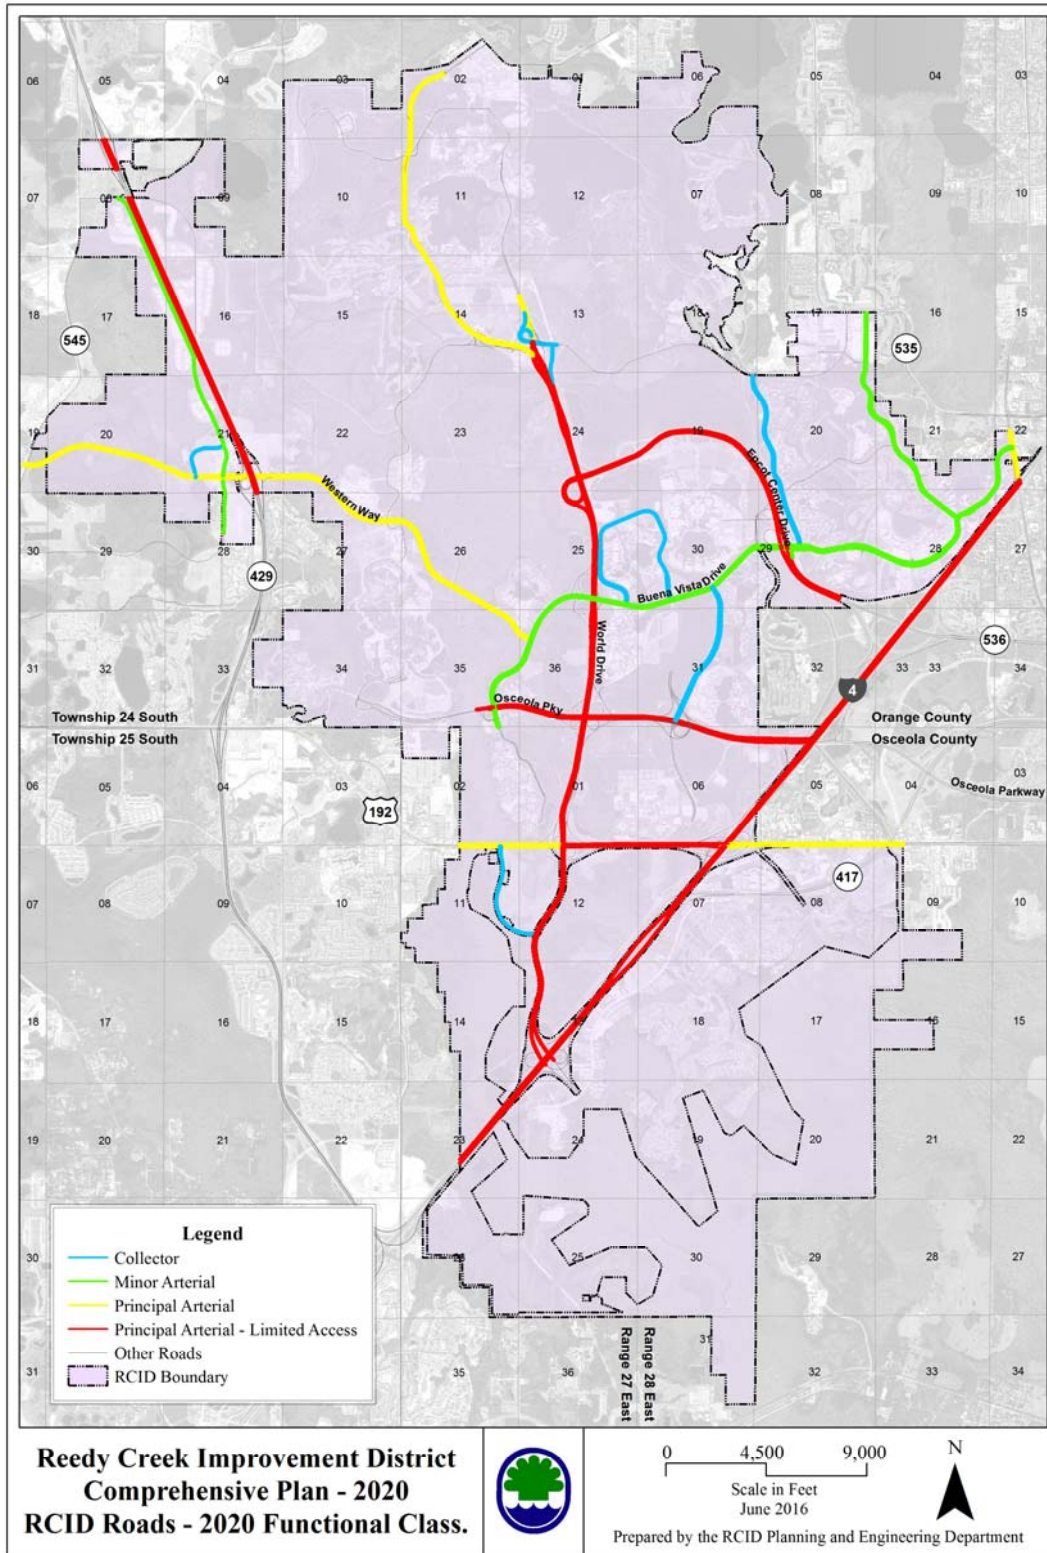 06 05 04 03 02 01 06 05 04 03
07 08 09 10 11 12 07 08 09 10
18 17 16 15 14 13 18 17 16 15
545
535
19 20 21 22 23 24 19 20 21 22
Epcot Center Drive
Western Way
30 29 28 27 26 25 30 29 28 27
429
Buena Vista Drive
World Drive
536
31 32 33 34 35 36 31 32 33 33 34
4
Osceola Pky
Township 24 South
Orange County
Township 25 South
Osceola County
06 05 04 03 02 01 06 05 04 03
Osceola Parkway
192
417
07 08 09 10 11 12 07 08 09 10
18 17 16 15 14 18 17 16 15
19 20 21 22 23 24 19 20 21 22
30 25 30 29 28 27
31 35 36 31 32 33 34
Range 27 East
Range 28 East
Legend
Collector
Minor Arterial
Principal Arterial
Principal Arterial - Limited Access
Other Roads
RCID Boundary
Reedy Creek Improvement District
Comprehensive Plan - 2020
RCID Roads - 2020 Functional Class.
0 4,500 9,000
Scale in Feet
June 2016
N
Prepared by the RCID Planning and Engineering Department